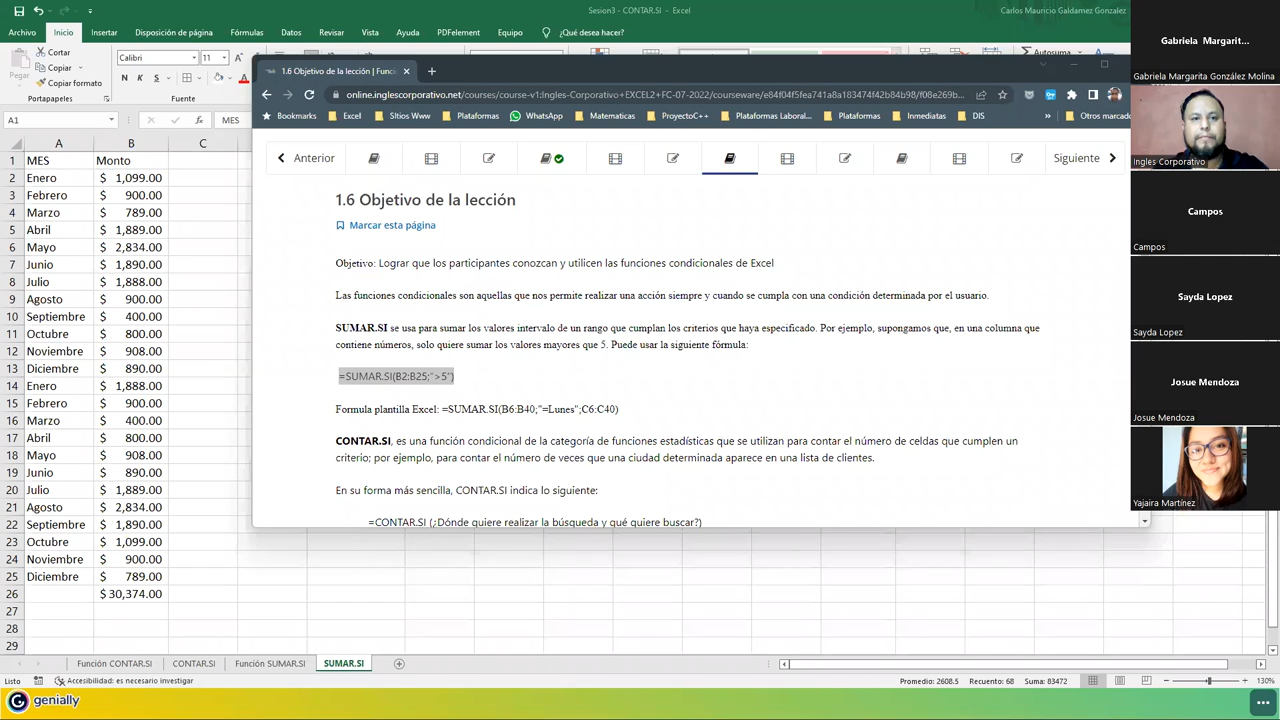 Sesion3 - CONTAR.SI - Excel
Carlos Mauricio Galdamez Gonzalez
Archivo Inicio Insertar Disposición de página Fórmulas Datos Revisar Vista Ayuda PDFelement Equipo ¿Qué desea hacer?
Pegar
Cortar
Copiar
Copiar formato
Portapapeles
Calibri 11
N K S
Fuente
Autosuma
A1 MES
1.6 Objetivo de la lección | Funci
online.inglescorporativo.net/courses/course-v1:Ingles-Corporativo+EXCEL2+FC-07-2022/courseware/e84f04f5fea741a8a183474f42b84b98/f08e269b...
Bookmarks Excel Sitios Www Plataformas WhatsApp Matematicas ProyectoC++ Plataformas Laboral... Plataformas Inmediatas DIS » Otros marcado
Anterior Siguiente
1.6 Objetivo de la lección
Marcar esta página
Objetivo: Lograr que los participantes conozcan y utilicen las funciones condicionales de Excel
Las funciones condicionales son aquellas que nos permite realizar una acción siempre y cuando se cumpla con una condición determinada por el usuario.
SUMAR.SI se usa para sumar los valores intervalo de un rango que cumplan los criterios que haya especificado. Por ejemplo, supongamos que, en una columna que
contiene números, solo quiere sumar los valores mayores que 5. Puede usar la siguiente fórmula:
=SUMAR.SI(B2:B25;">5")
Formula plantilla Excel: =SUMAR.SI(B6:B40;"=Lunes";C6:C40)
CONTAR.SI, es una función condicional de la categoría de funciones estadísticas que se utilizan para contar el número de celdas que cumplen un
criterio; por ejemplo, para contar el número de veces que una ciudad determinada aparece en una lista de clientes.
En su forma más sencilla, CONTAR.SI indica lo siguiente:
=CONTAR.SI (¿Dónde quiere realizar la búsqueda y qué quiere buscar?)
A B C
1 MES Monto
2 Enero $ 1,099.00
3 Febrero $ 900.00
4 Marzo $ 789.00
5 Abril $ 1,889.00
6 Mayo $ 2,834.00
7 Junio $ 1,890.00
8 Julio $ 1,888.00
9 Agosto $ 900.00
10 Septiembre $ 400.00
11 Octubre $ 800.00
12 Noviembre $ 908.00
13 Diciembre $ 890.00
14 Enero $ 1,888.00
15 Febrero $ 900.00
16 Marzo $ 400.00
17 Abril $ 800.00
18 Mayo $ 908.00
19 Junio $ 890.00
20 Julio $ 1,889.00
21 Agosto $ 2,834.00
22 Septiembre $ 1,890.00
23 Octubre $ 1,099.00
24 Noviembre $ 900.00
25 Diciembre $ 789.00
26 $ 30,374.00
27
28
29
Función CONTAR.SI CONTAR.SI Función SUMAR.SI SUMAR.SI
Listo Accesibilidad: es necesario investigar Promedio: 2608.5 Recuento: 68 Suma: 83472 130%
genially
Gabriela Margarit...
Gabriela Margarita González Molina
Ingles Corporativo
Campos
Campos
Sayda Lopez
Sayda Lopez
Josue Mendoza
Josue Mendoza
Yajaira Martínez